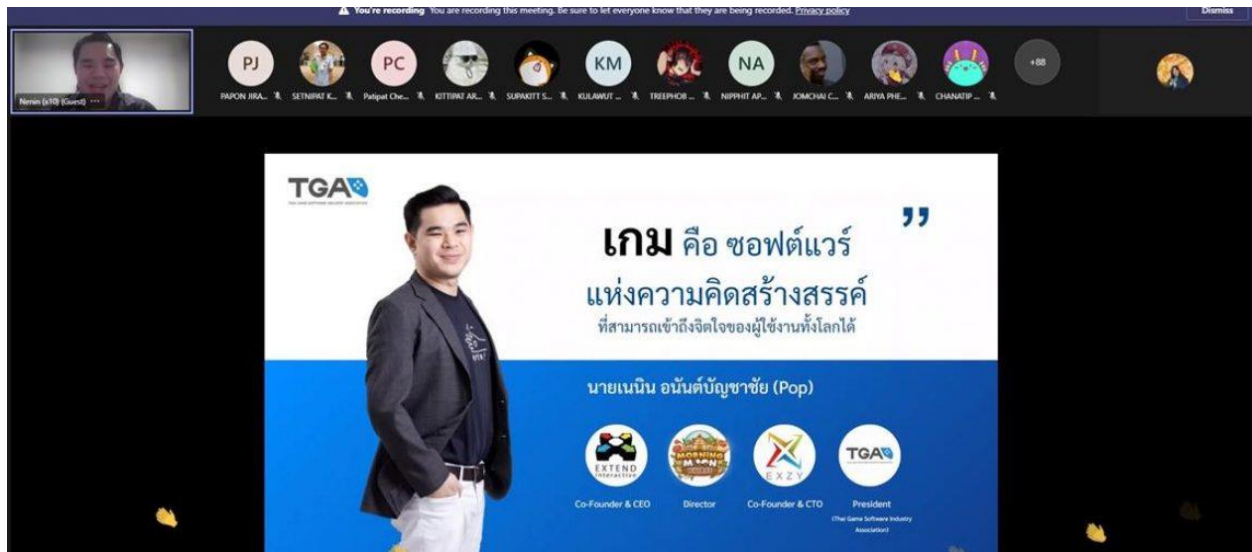 You're recording You are recording this meeting. Be sure to let everyone know that they are being recorded. Privacy policy
Dismiss
PJ
PC
KM
NA
+88
Nenin (x10) (Guest) ...
PAPON JIRA...
SETNIPAT K...
Patipat Che...
KITTIPAT AR...
SUPAKITT S...
KULAWUT ...
TREEPHOB ...
NIPPHIT AP...
JOMCHAI C...
ARIYA PHE...
CHANATIP ...
TGA
THAI GAME SOFTWARE INDUSTRY ASSOCIATION
”
เกม คือ ซอฟต์แวร์
แห่งความคิดสร้างสรรค์
ที่สามารถเข้าถึงจิตใจของผู้ใช้งานทั้งโลกได้
นายเนนิน อนันต์บัญชาชัย (Pop)
EXTEND
interactive
MORNING
MOON
EXZY
TGA
Co-Founder & CEO
Director
Co-Founder & CTO
President
(Thai Game Software Industry
Association)